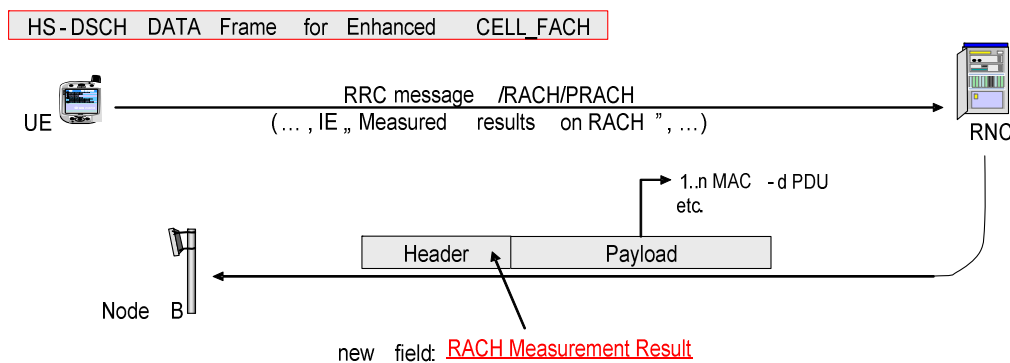 HS-DSCH DATA Frame for Enhanced CELL_FACH
RRC message /RACH/PRACH
UE
(… , IE „ Measured results on RACH ” , …)
RNC
1..n MAC -d PDU
etc.
Header
Payload
Node B
new field: RACH Measurement Result